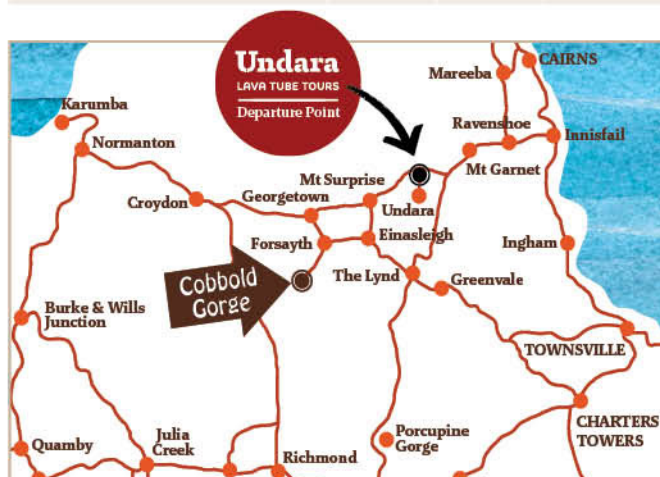 Undara
LAVA TUBE TOURS
Departure Point
CAIRNS
Mareeba
Karumba
Ravenshoe
Innisfail
Normanton
Mt Surprise
Mt Garnet
Croydon
Georgetown
Undara
Forsayth
Einasleigh
Ingham
Cobbold
Gorge
The Lynd
Greenvale
Burke & Wills
Junction
TOWNSVILLE
CHARTERS
TOWERS
Quamby
Julia
Creek
Porcupine
Gorge
Richmond